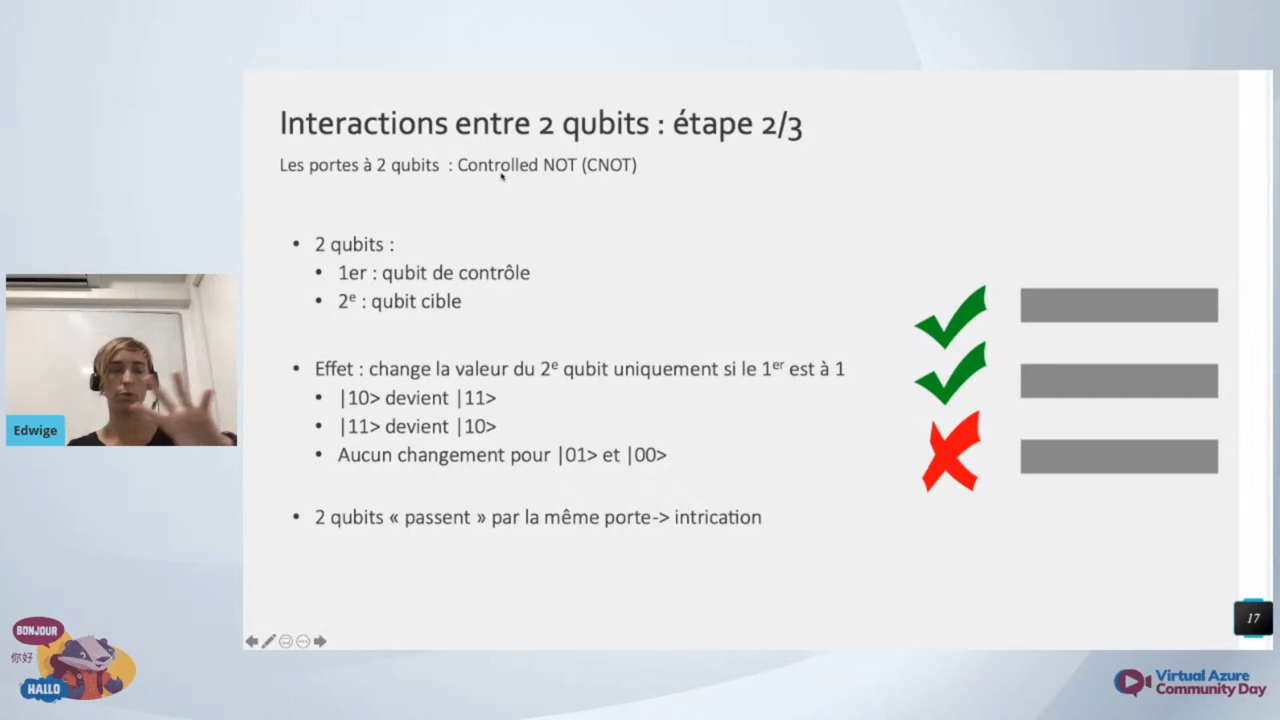 Interactions entre 2 qubits : étape 2/3
Les portes à 2 qubits : Controlled NOT (CNOT)
• 2 qubits :
• 1er : qubit de contrôle
• 2e : qubit cible
• Effet : change la valeur du 2e qubit uniquement si le 1er est à 1
• |10> devient |11>
• |11> devient |10>
• Aucun changement pour |01> et |00>
• 2 qubits « passent » par la même porte-> intrication
Edwige
17
BONJOUR
你好
HALLO
Virtual Azure
Community Day